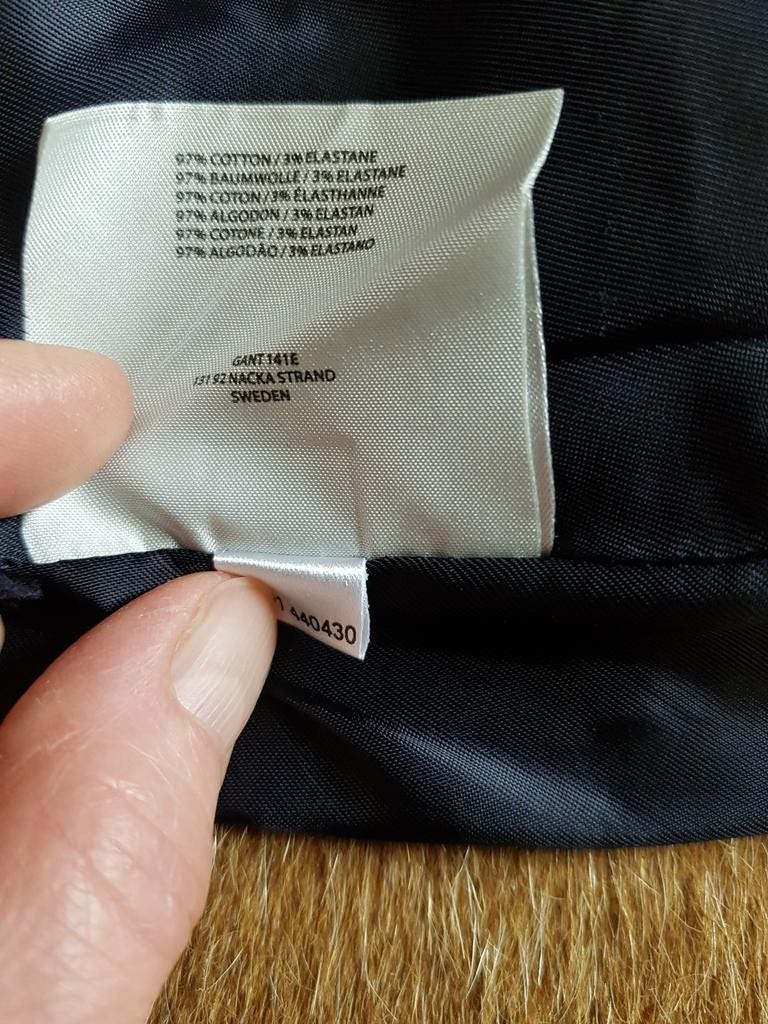 97% COTTON / 3% ELASTANE
97% BAUMWOLLE / 3% ELASTANE
97% COTON / 3% ÉLASTHANNE
97% ALGODON / 3% ELASTAN
97% COTONE / 3% ELASTAN
97% ALGODÃO / 3% ELASTANO
GANT 141E
131 92 NACKA STRAND
SWEDEN
440430